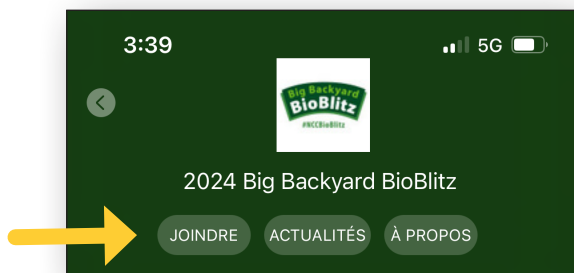 3:39 5G
Big Backyard
BioBlitz
#NCCBioBlitz
2024 Big Backyard BioBlitz
JOINDRE ACTUALITÉS À PROPOS